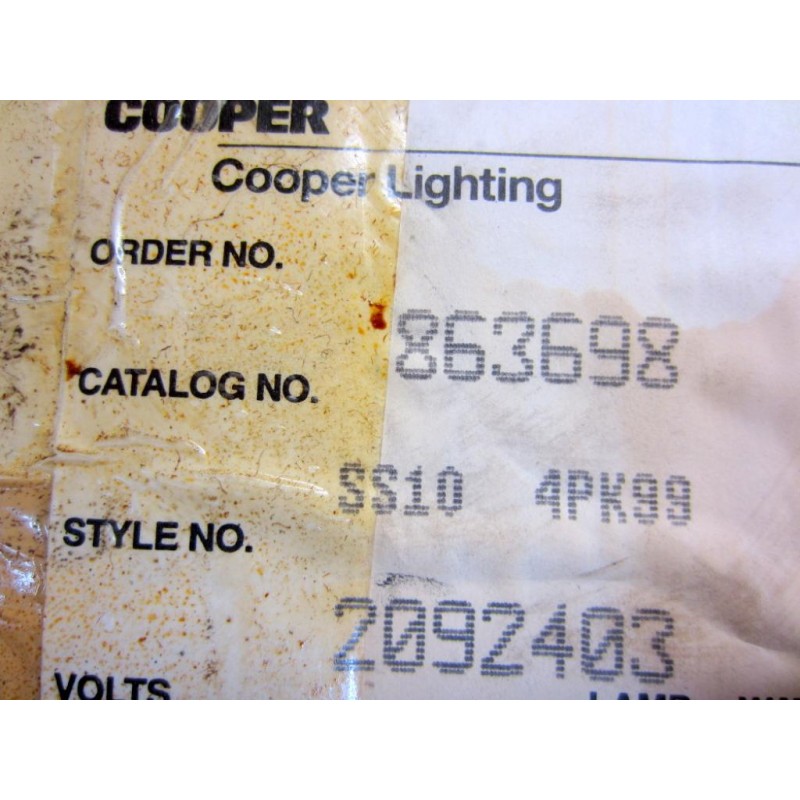 COOPER
Cooper Lighting
ORDER NO.
863698
CATALOG NO.
SS10 4PK99
STYLE NO.
2092403
VOLTS